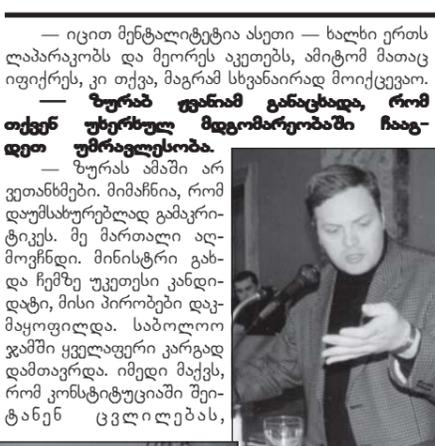 — იცით მენტალიტეტია ასეთი — ხალხი ერთს
ლაპარაკობს და მეორეს აკეთებს, ამიტომ მათაც
იფიქრეს, კი თქვა, მაგრამ სხვანაირად მოიქცევაო.
— ზურაბ ჟვანიამ განაცხადა, რომ
თქვენ უხერხულ მდგომარეობაში ჩააგ-
დეთ უმრავლესობა.
— ზურას ამაში არ
ვეთანხმები. მიმაჩნია, რომ
დაუმსახურებლად გამაკრი-
ტიკეს. მე მართალი აღ-
მოვჩნდი. მინისტრი გახ-
და ჩემზე უკეთესი კანდი-
დატი, მისი პირობები დაკ-
მაყოფილდა. საბოლოო
ჯამში ყველაფერი კარგად
დამთავრდა. იმედი მაქვს,
რომ კონსტიტუციაში შეი-
ტანენ ცვლილებას,